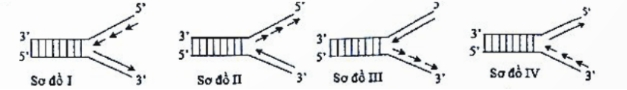 5' 5' 5'
3' 3' 3' 3'
5' 5' 5' 5'
3' 3' 3' 3'
Sơ đồ I Sơ đồ II Sơ đồ III Sơ đồ IV